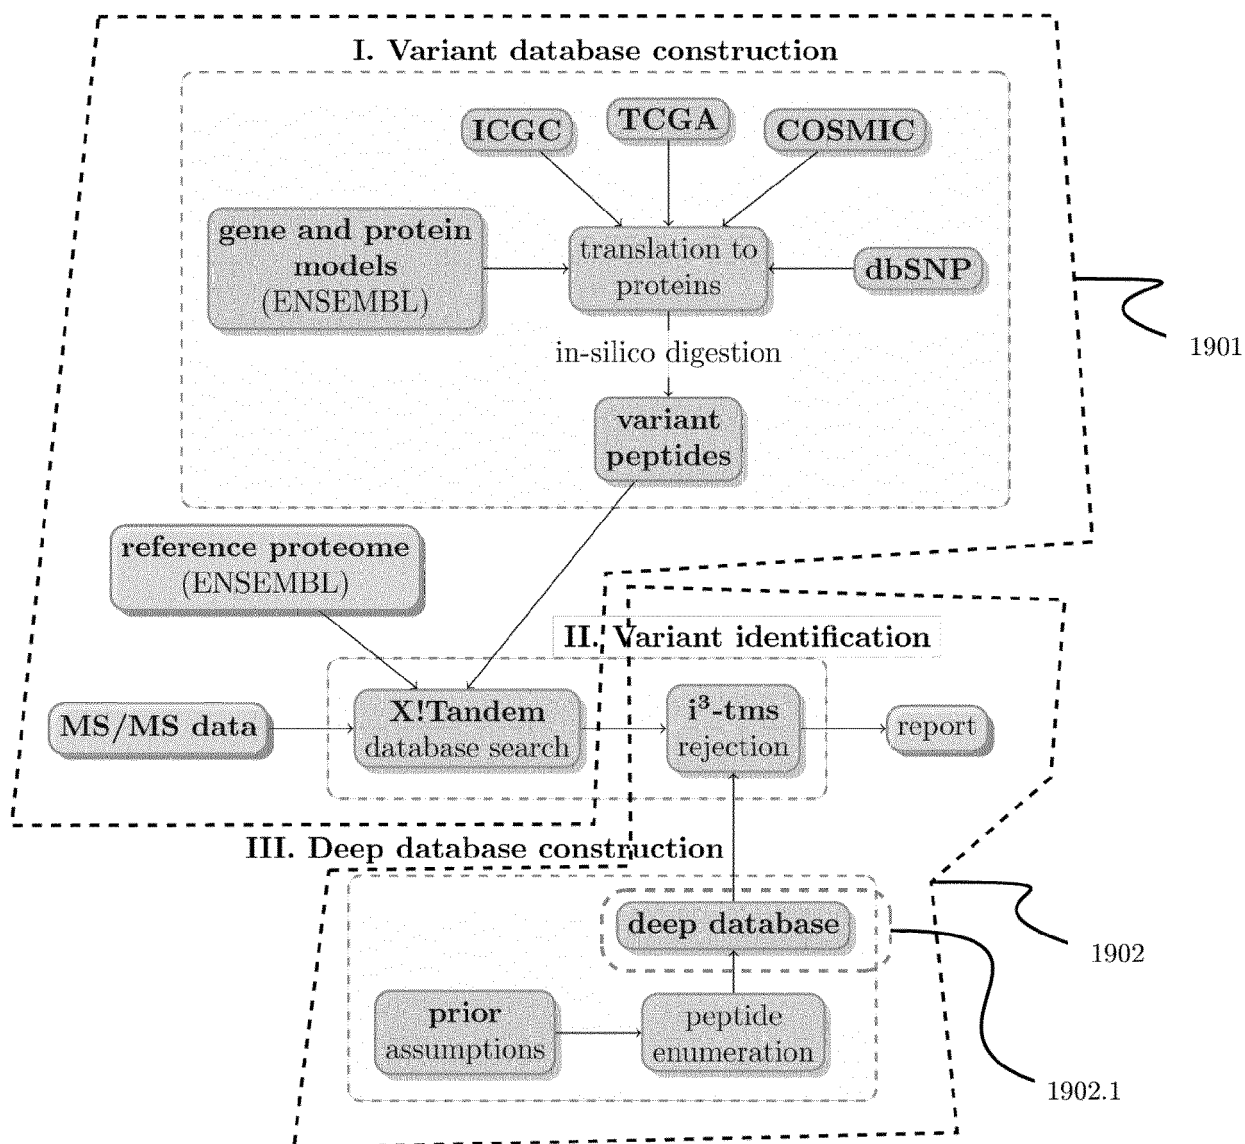 I. Variant database construction
ICGC
TCGA
COSMIC
gene and protein
models
(ENSEMBL)
translation to
proteins
dbSNP
1901
in-silico digestion
variant
peptides
reference proteome
(ENSEMBL)
II. Variant identification
MS/MS data
X!Tandem
database search
i³-tms
rejection
report
III. Deep database construction
deep database
1902
prior
assumptions
peptide
enumeration
1902.1